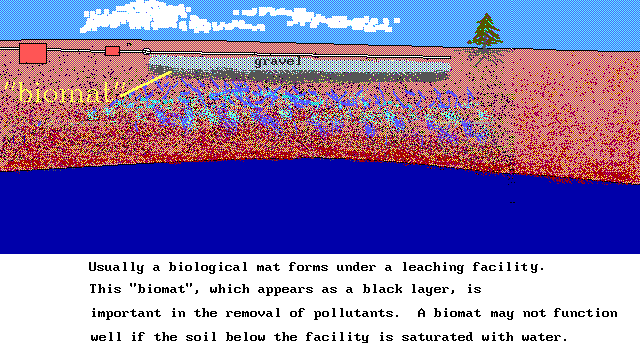 gravel
"biomat"
Usually a biological mat forms under a leaching facility.
This "biomat", which appears as a black layer, is
important in the removal of pollutants.  A biomat may not function
well if the soil below the facility is saturated with water.